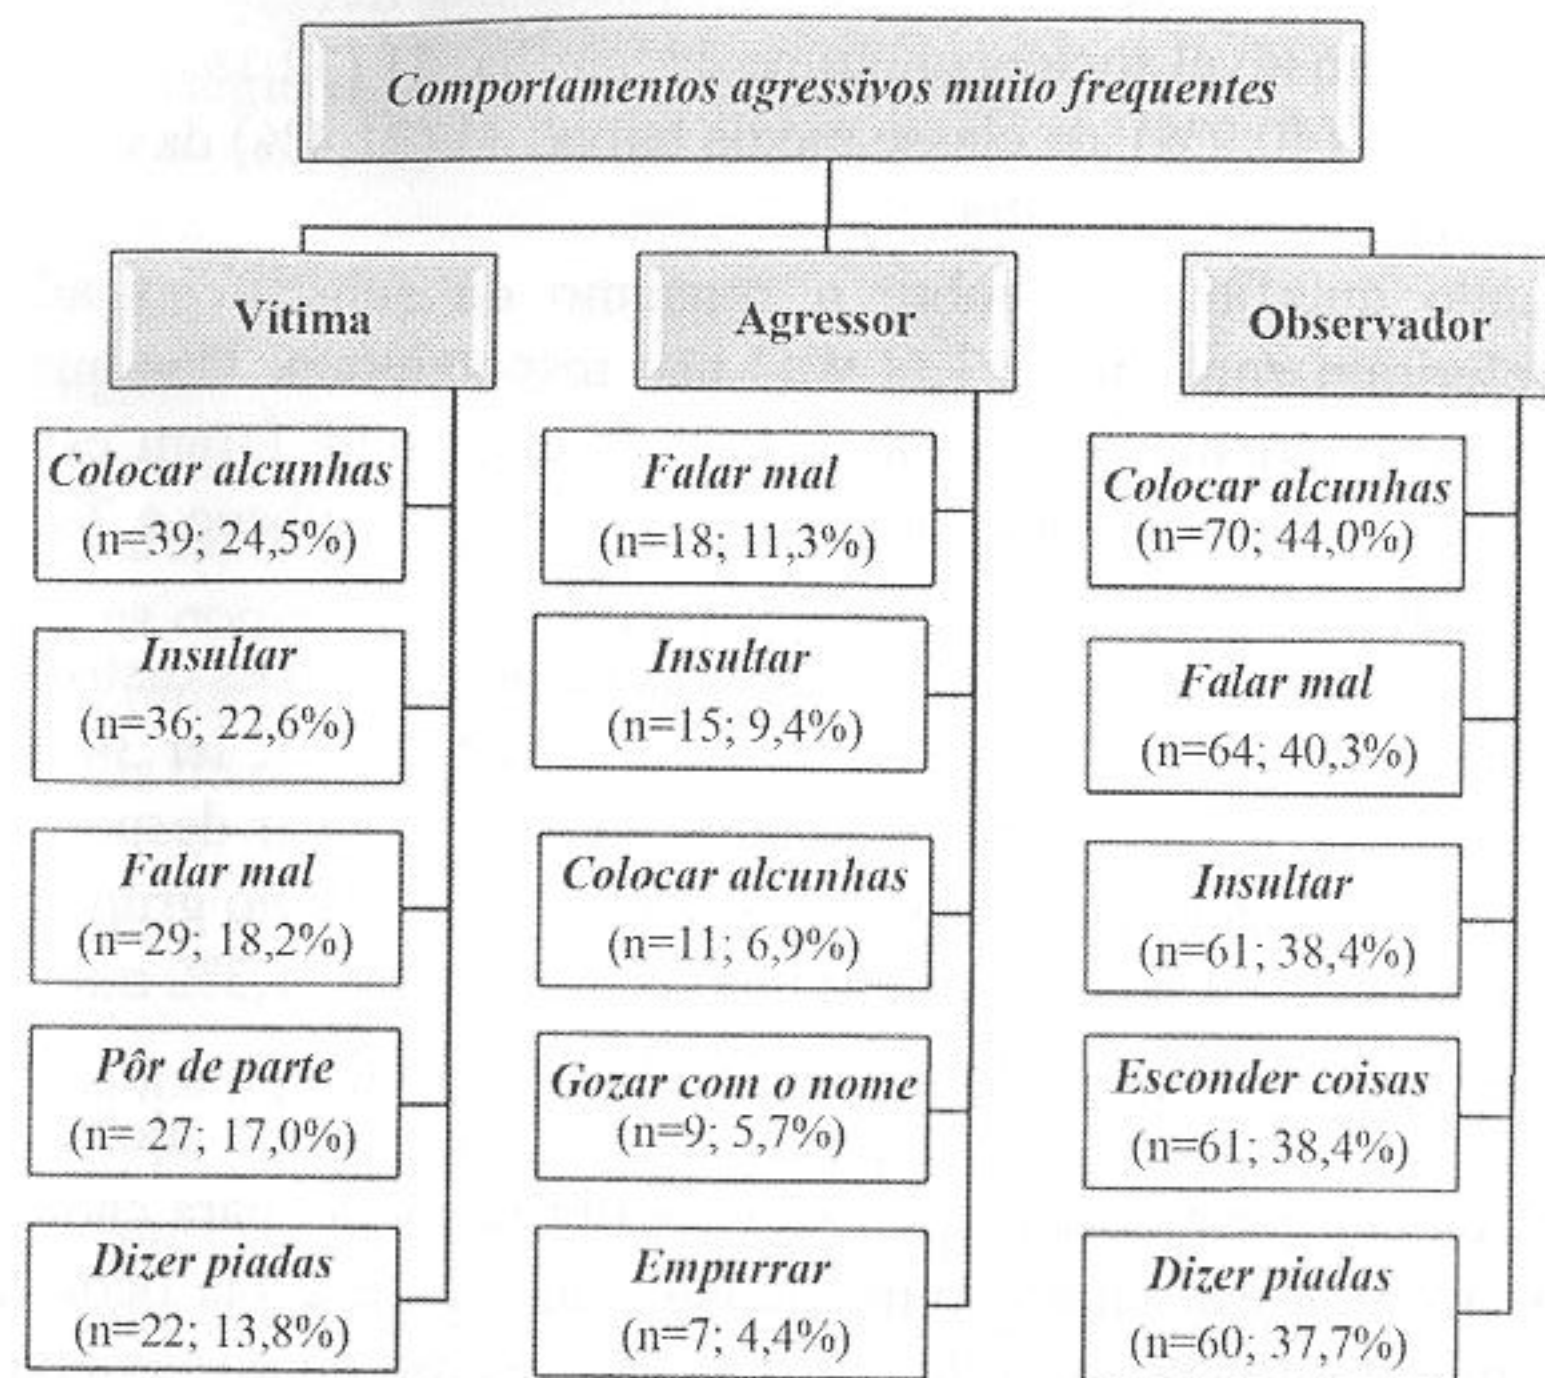 Comportamentos agressivos muito frequentes
Vítima
Colocar alcunhas
(n=39; 24,5%)
Insultar
(n=36; 22,6%)
Falar mal
(n=29; 18,2%)
Pôr de parte
(n= 27; 17,0%)
Dizer piadas
(n=22; 13,8%)
Agressor
Falar mal
(n=18; 11,3%)
Insultar
(n=15; 9,4%)
Colocar alcunhas
(n=11; 6,9%)
Gozar com o nome
(n=9; 5,7%)
Empurrar
(n=7; 4,4%)
Observador
Colocar alcunhas
(n=70; 44,0%)
Falar mal
(n=64; 40,3%)
Insultar
(n=61; 38,4%)
Esconder coisas
(n=61; 38,4%)
Dizer piadas
(n=60; 37,7%)